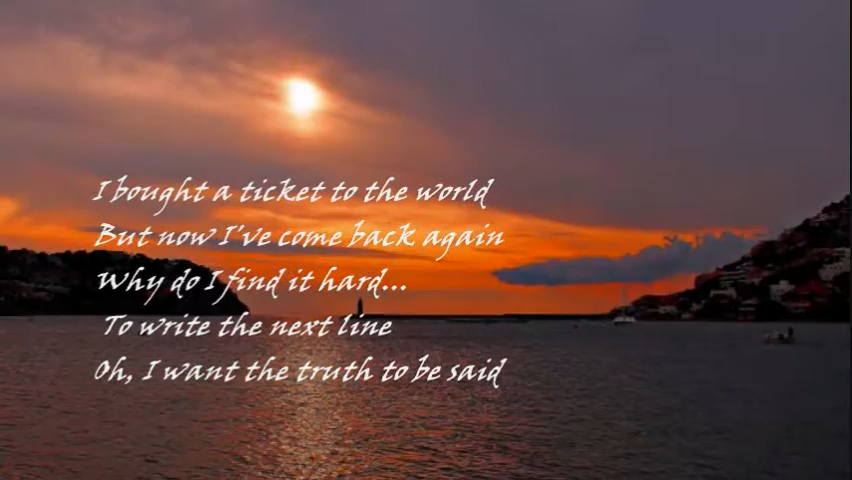 I bought a ticket to the world
But now I've come back again
Why do I find it hard...
To write the next line
Oh, I want the truth to be said